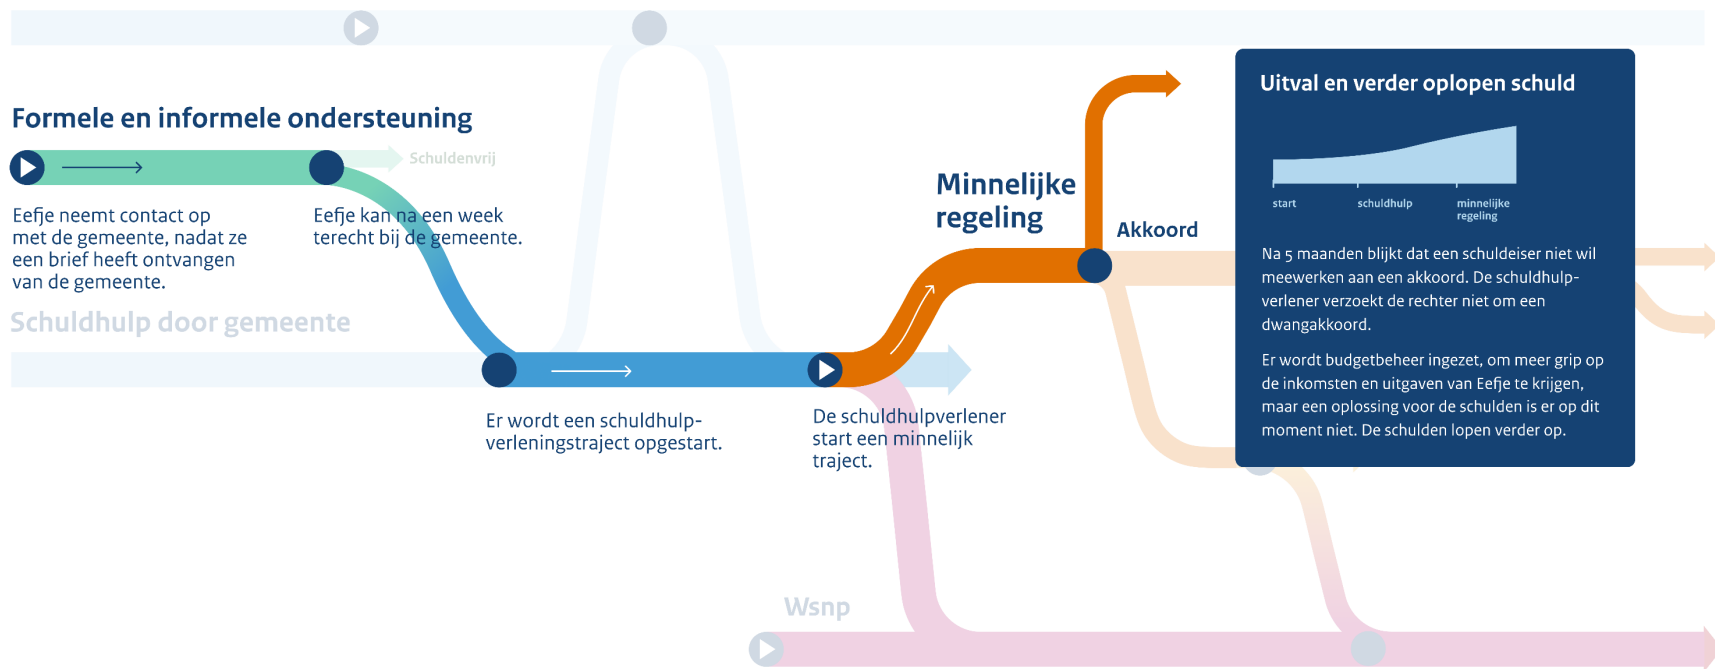 Formele en informele ondersteuning
Schuldenvrij
Eefje neemt contact op
met de gemeente, nadat ze
een brief heeft ontvangen
van de gemeente.
Eefje kan na een week
terecht bij de gemeente.
Schuldhulp door gemeente
Er wordt een schuldhulp-
verleningstraject opgestart.
De schuldhulpverlener
start een minnelijk
traject.
Minnelijke
regeling
Akkoord
Wsnp
Uitval en verder oplopen schuld
start
schuldhulp
minnelijke
regeling
Na 5 maanden blijkt dat een schuldeiser niet wil
meewerken aan een akkoord. De schuldhulp-
verlener verzoekt de rechter niet om een
dwangakkoord.
Er wordt budgetbeheer ingezet, om meer grip op
de inkomsten en uitgaven van Eefje te krijgen,
maar een oplossing voor de schulden is er op dit
moment niet. De schulden lopen verder op.